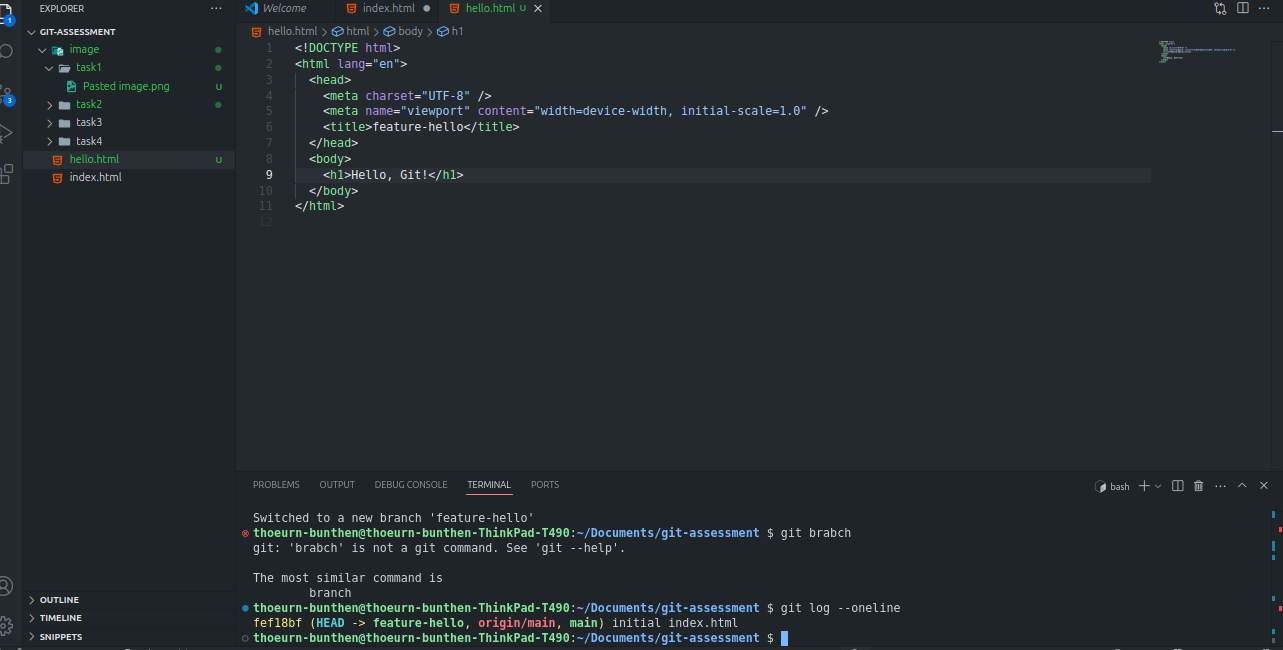 EXPLORER
Welcome
index.html
hello.html U
1
GIT-ASSESSMENT
image
task1
Pasted image.png U
task2
task3
task4
hello.html U
index.html
3
hello.html > html > body > h1
1 <!DOCTYPE html>
2 <html lang="en">
3 <head>
4 <meta charset="UTF-8" />
5 <meta name="viewport" content="width=device-width, initial-scale=1.0" />
6 <title>feature-hello</title>
7 </head>
8 <body>
9 <h1>Hello, Git!</h1>
10 </body>
11 </html>
12
PROBLEMS OUTPUT DEBUG CONSOLE TERMINAL PORTS
bash
Switched to a new branch 'feature-hello'
thoeurn-bunthen@thoeurn-bunthen-ThinkPad-T490:~/Documents/git-assessment $ git brabch
git: 'brabch' is not a git command. See 'git --help'.
The most similar command is
branch
thoeurn-bunthen@thoeurn-bunthen-ThinkPad-T490:~/Documents/git-assessment $ git log --oneline
fef18bf (HEAD -> feature-hello, origin/main, main) initial index.html
thoeurn-bunthen@thoeurn-bunthen-ThinkPad-T490:~/Documents/git-assessment $
OUTLINE
TIMELINE
SNIPPETS